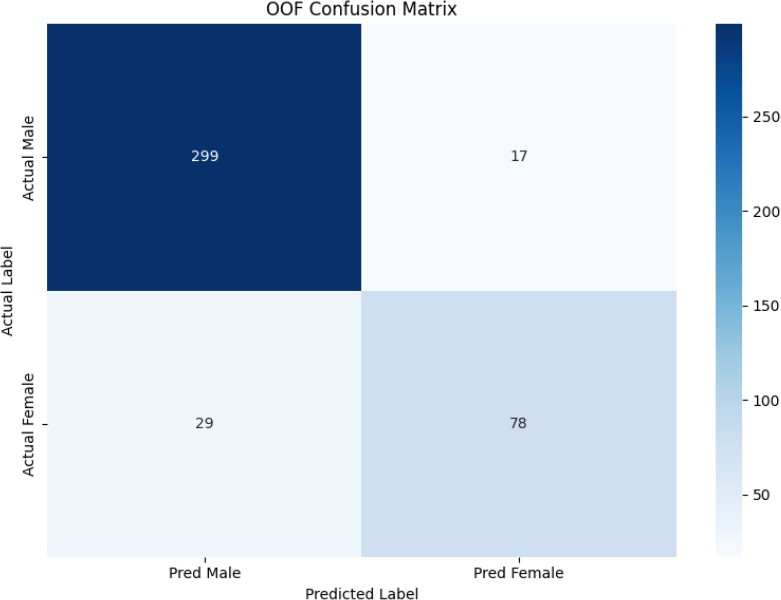 OOF Confusion Matrix
Actual Label
Actual Male
299
17
Actual Female
29
78
Pred Male
Pred Female
Predicted Label
250
200
150
100
50